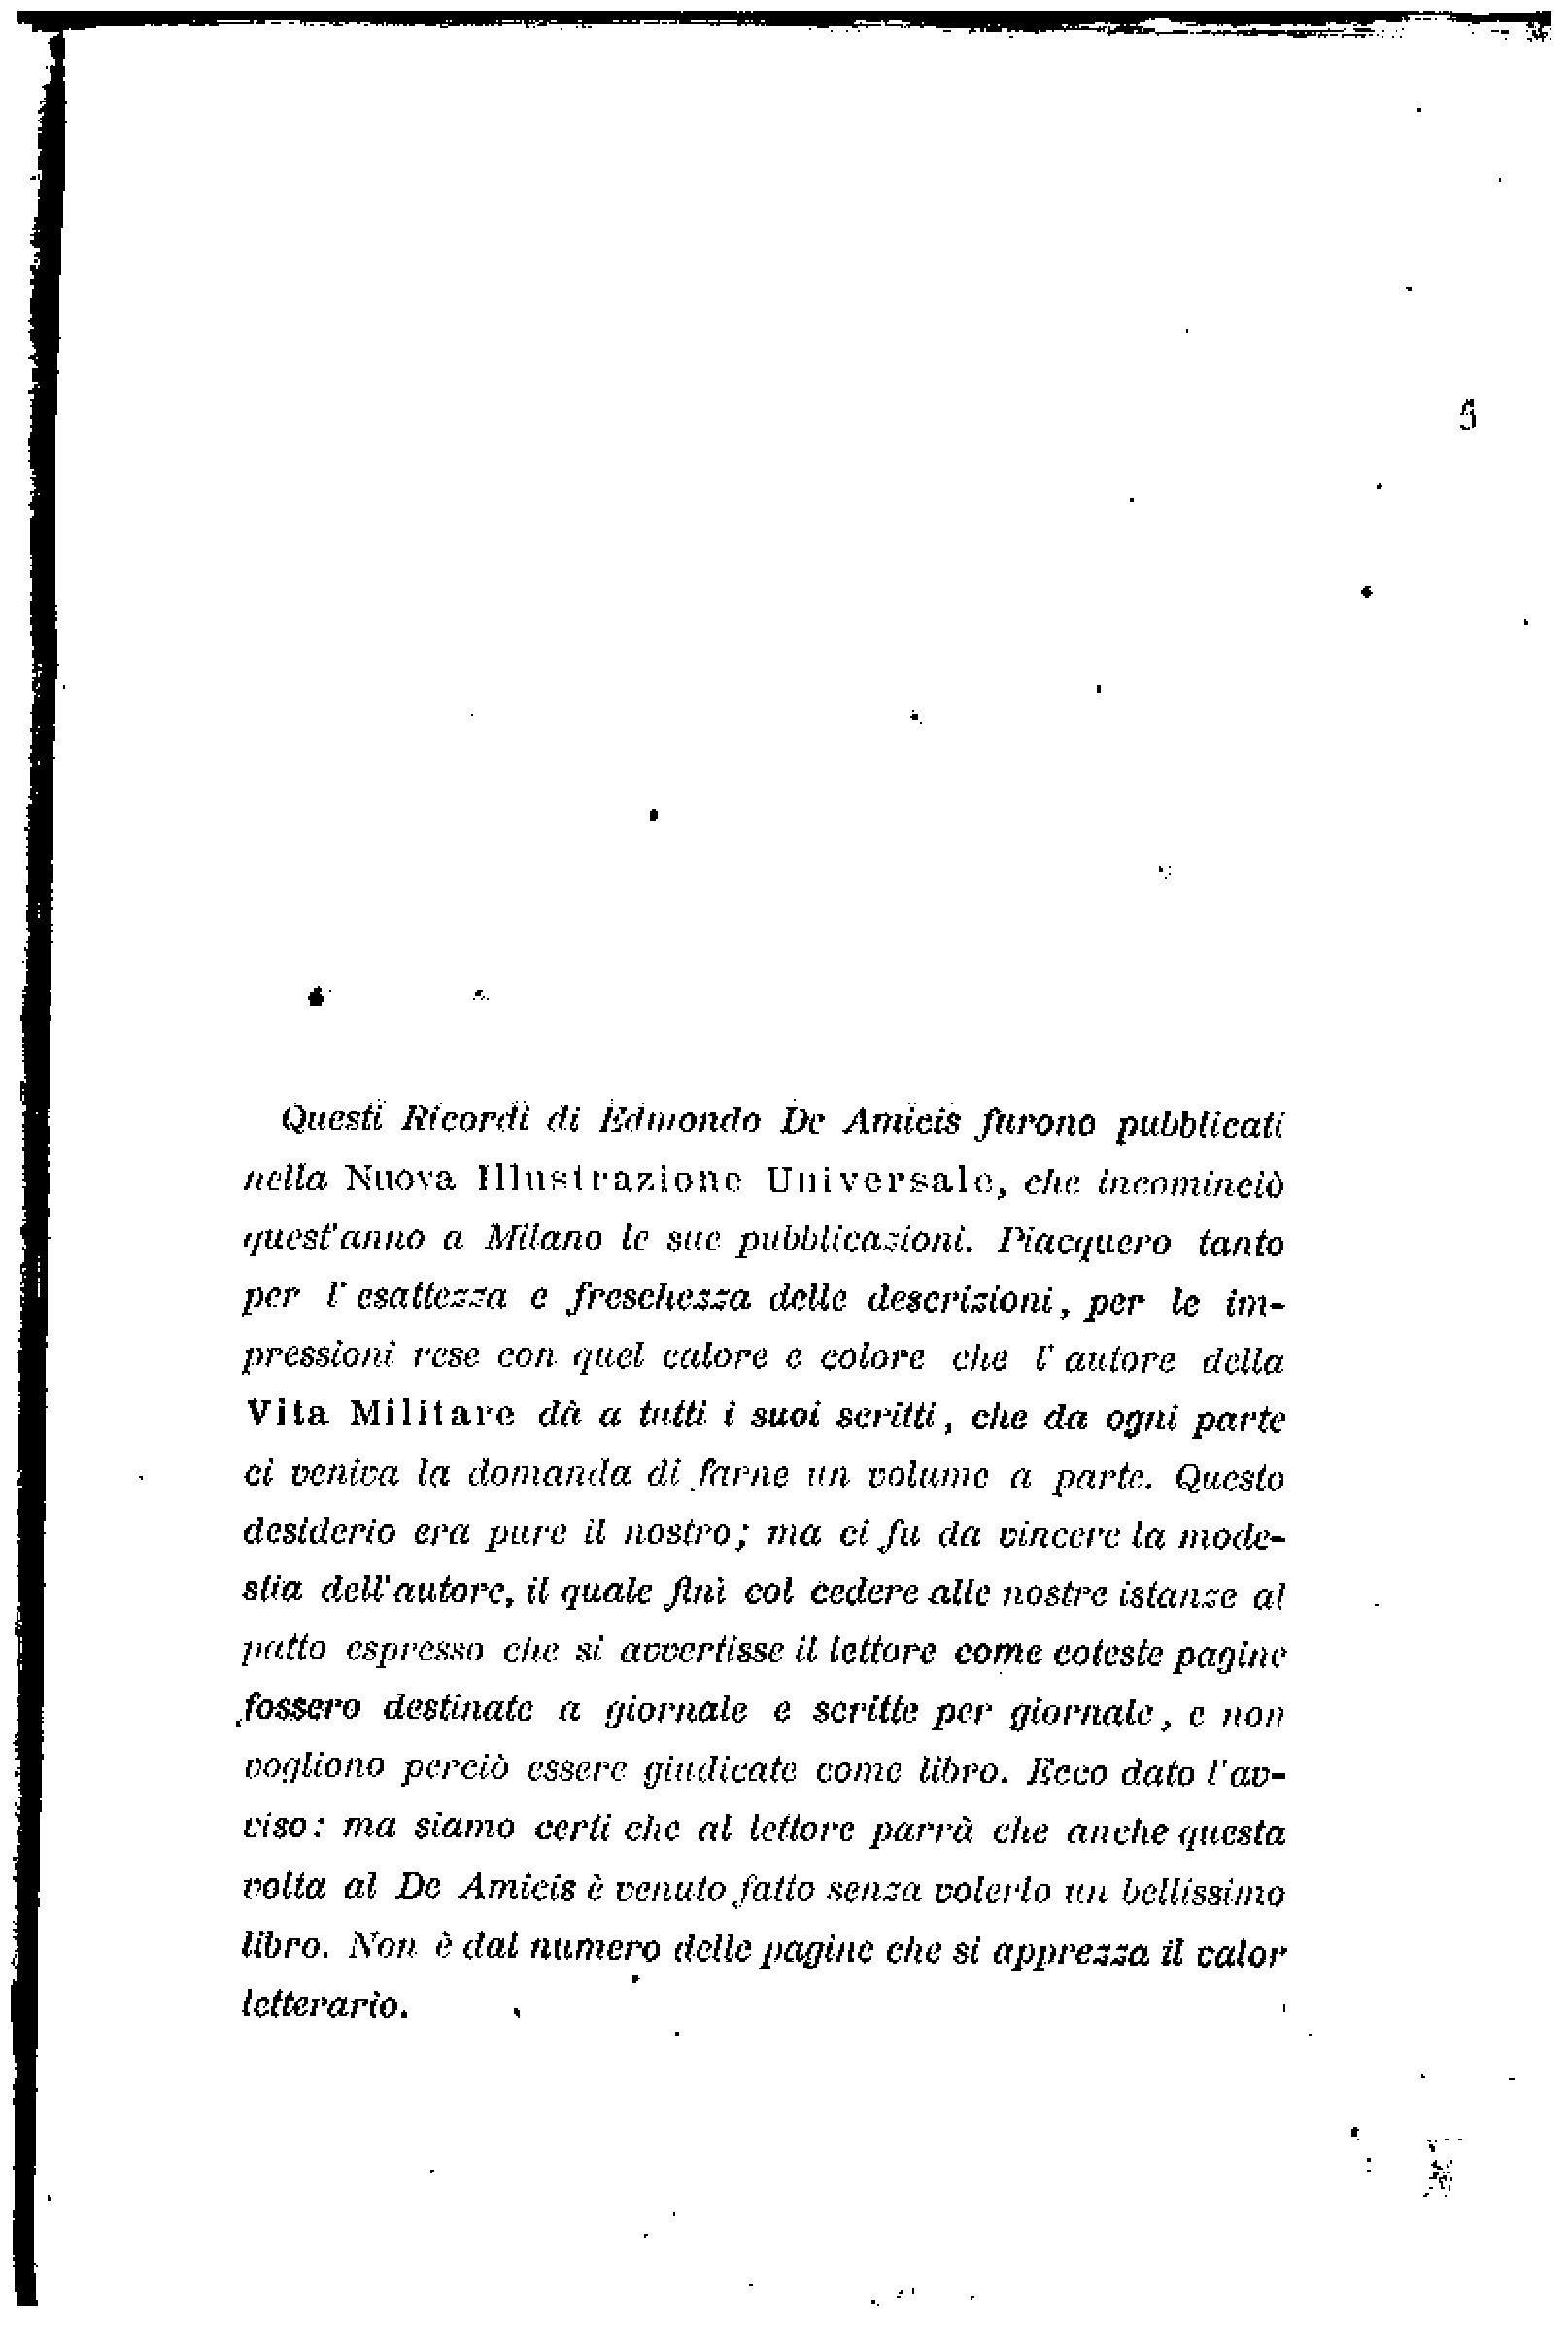 Questi Ricordi di Edmondo De Amicis furono pubblicati
nella Nuova Illustrazione Universale, che incominciò
quest'anno a Milano le sue pubblicazioni. Piacquero tanto
per l'esattezza e freschezza delle descrizioni, per le im-
pressioni rese con quel calore e colore che l'autore della
Vita Militare dà a tutti i suoi scritti, che da ogni parte
ci veniva la domanda di farne un volume a parte. Questo
desiderio era pure il nostro; ma ci fu da vincere la mode-
stia dell'autore, il quale finì col cedere alle nostre istanze al
patto espresso che si avvertisse il lettore come coteste pagine
fossero destinate a giornale e scritte per giornale, e non
vogliono perciò essere giudicate come libro. Ecco dato l'av-
viso: ma siamo certi che al lettore parrà che anche questa
volta al De Amicis è venuto fatto senza volerlo un bellissimo
libro. Non è dal numero delle pagine che si apprezza il valor
letterario.